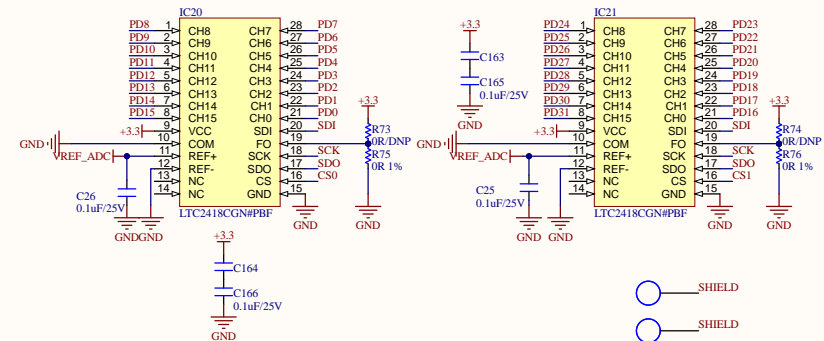 IC20
PD8 1 CH8 CH7 28 PD7
PD9 2 CH9 CH6 27 PD6
PD10 3 CH10 CH5 26 PD5
PD11 4 CH11 CH4 25 PD4
PD12 5 CH12 CH3 24 PD3
PD13 6 CH13 CH2 23 PD2
PD14 7 CH14 CH1 22 PD1
PD15 8 CH15 CH0 21 PD0
+3.3 9 VCC SDI 20 SDI
GND 10 COM FO 19
VREF_ADC 11 REF+ SCK 18 SCK
12 REF- SDO 17 SDO
13 NC CS 16 CS0
14 NC GND 15
LTC2418CGN#PBF
+3.3
R73
0R/DNP
R75
0R 1%
GND
C26
0.1uF/25V
GND
GND
GND
+3.3
C164
C166
0.1uF/25V
GND
+3.3
C163
C165
0.1uF/25V
GND
IC21
PD24 1 CH8 CH7 28 PD23
PD25 2 CH9 CH6 27 PD22
PD26 3 CH10 CH5 26 PD21
PD27 4 CH11 CH4 25 PD20
PD28 5 CH12 CH3 24 PD19
PD29 6 CH13 CH2 23 PD18
PD30 7 CH14 CH1 22 PD17
PD31 8 CH15 CH0 21 PD16
+3.3 9 VCC SDI 20 SDI
GND 10 COM FO 19
VREF_ADC 11 REF+ SCK 18 SCK
12 REF- SDO 17 SDO
13 NC CS 16 CS1
14 NC GND 15
LTC2418CGN#PBF
+3.3
R74
0R/DNP
R76
0R 1%
GND
C25
0.1uF/25V
GND
GND
GND
SHIELD
SHIELD